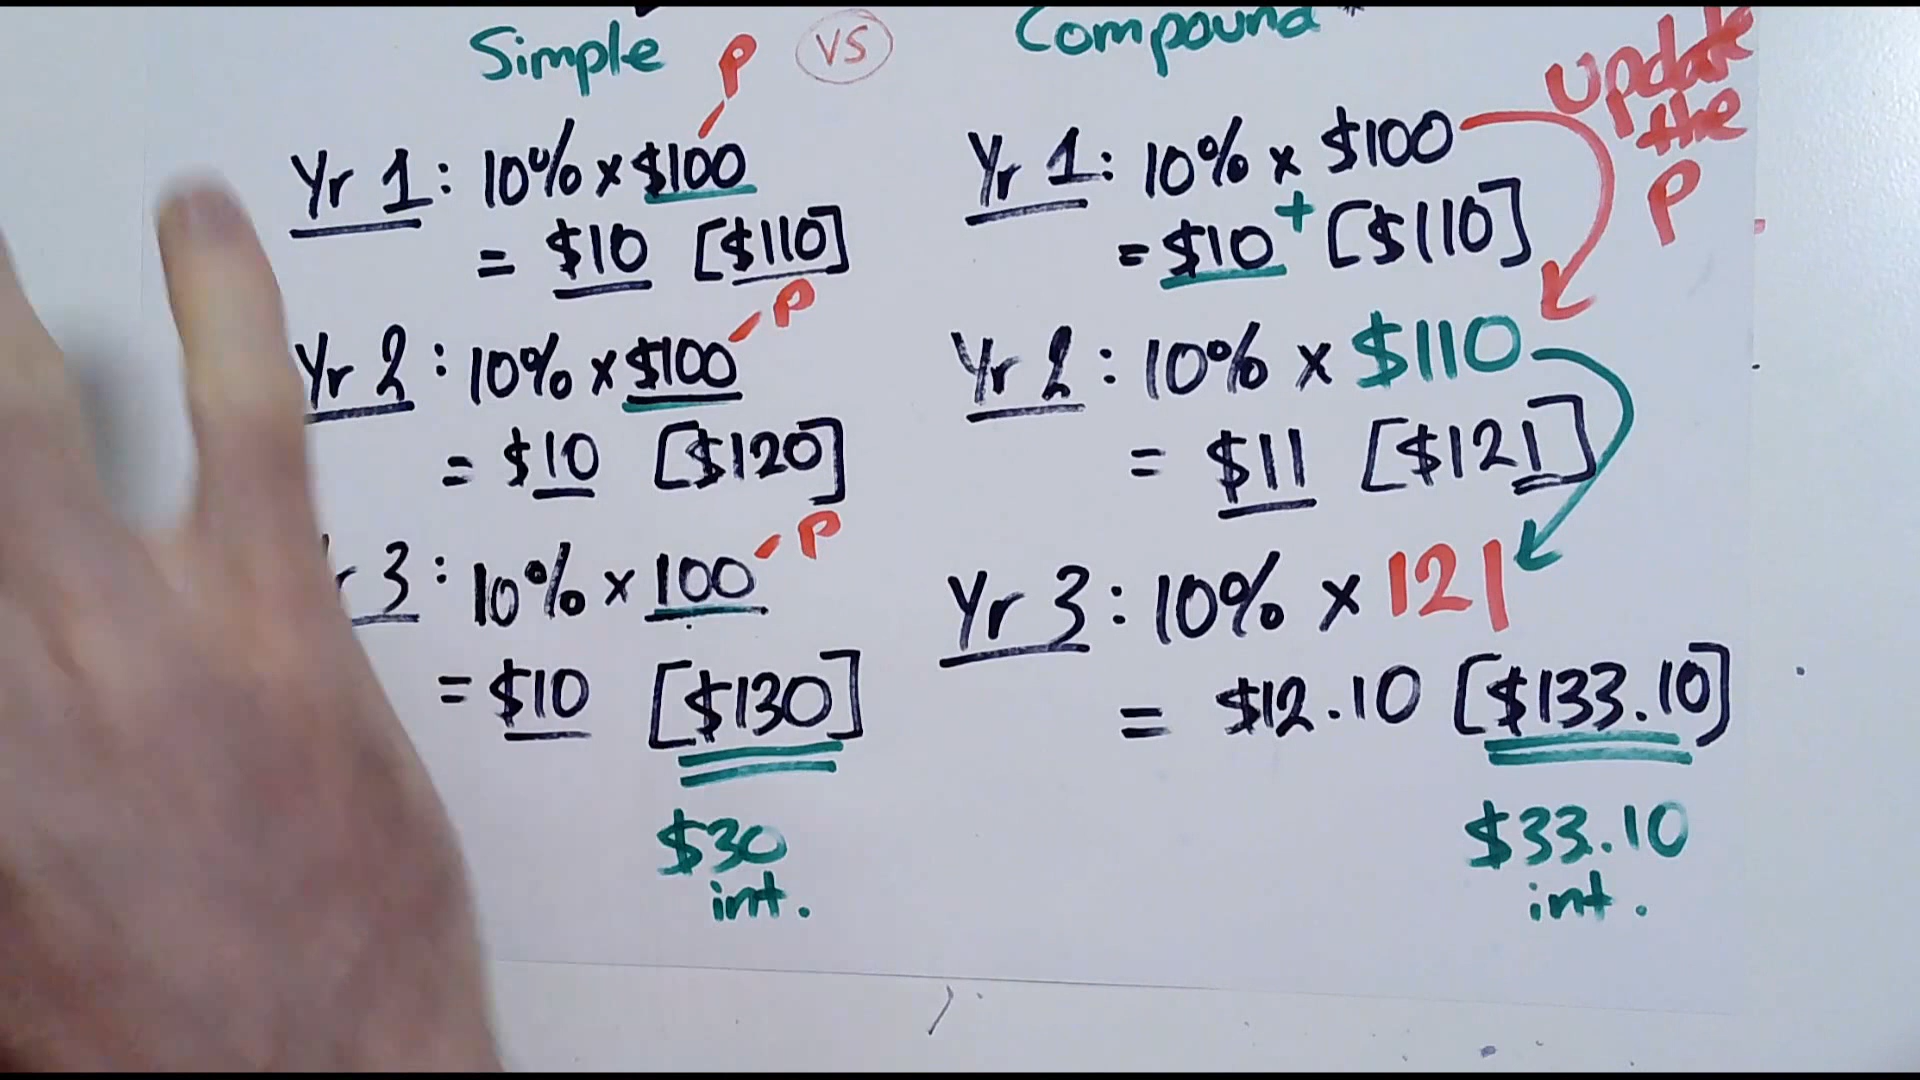 Simple P VS Compound
Update the P
Yr 1: 10% x $100
= $10 [$110]
P
Yr 2: 10% x $100
= $10 [$120]
P
r 3: 10% x 100
= $10 [$130]
$30
int.
Yr 1: 10% x $100
= $10 + [$110]
Yr 2: 10% x $110
= $11 [$121]
Yr 3: 10% x 121
= $12.10 [$133.10]
$33.10
int.